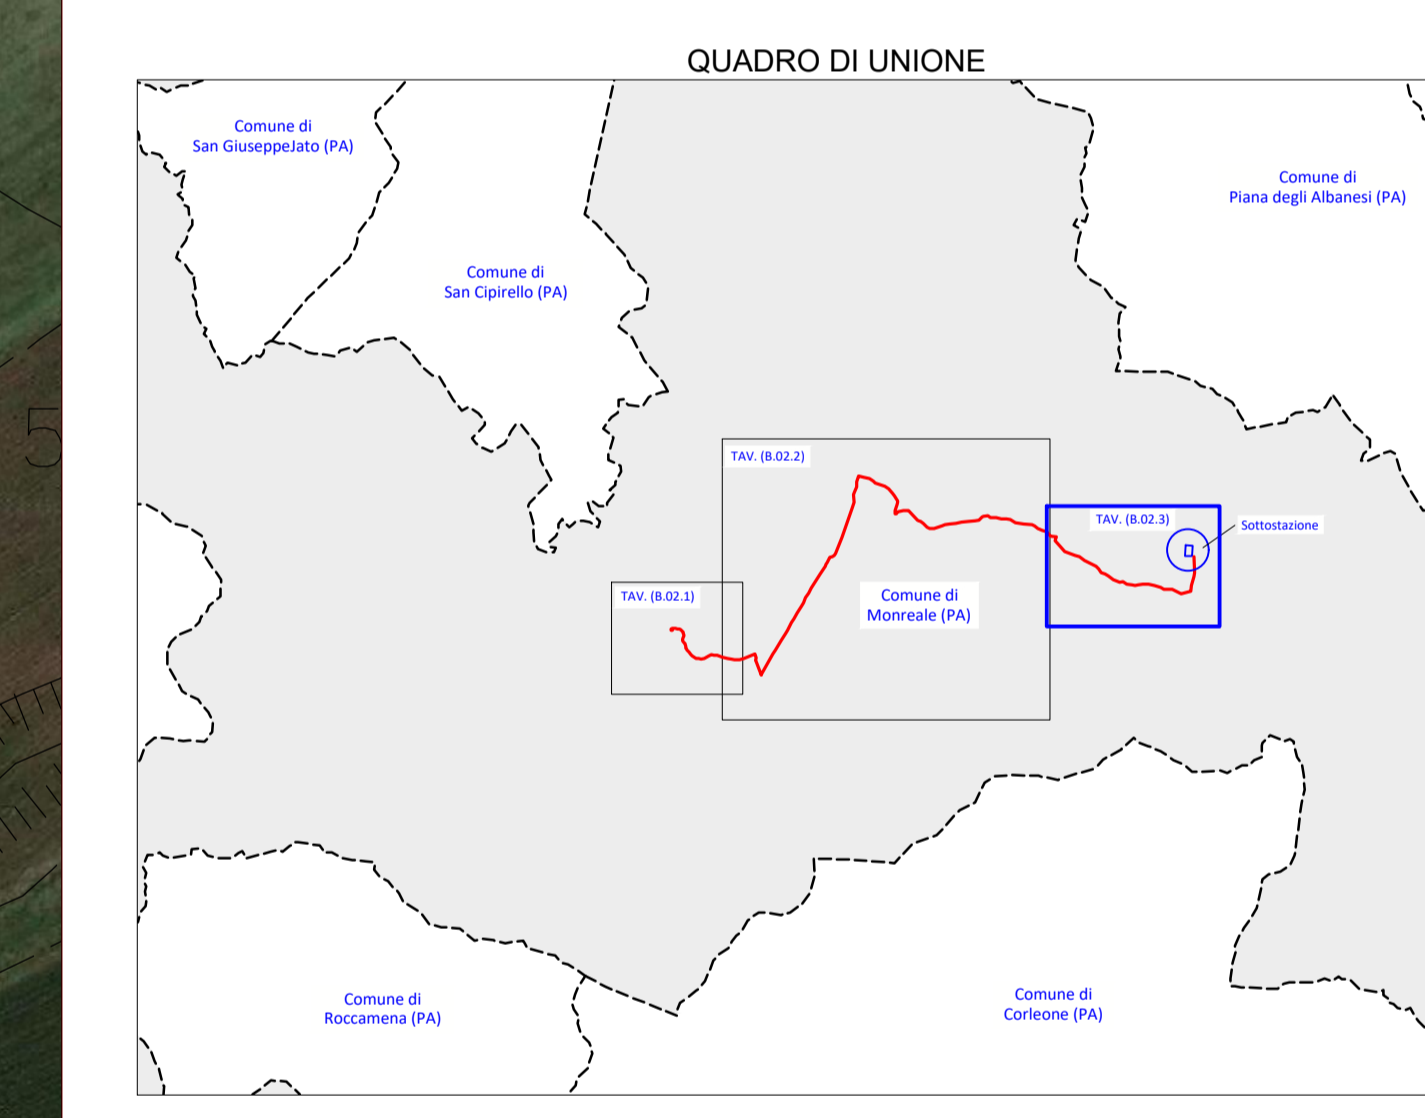 QUADRO DI UNIONE
Comune di
San GiuseppeJato (PA)
Comune di
Piana degli Albanesi (PA)
Comune di
San Cipirello (PA)
TAV. (B.02.2)
TAV. (B.02.3)
Sottostazione
TAV. (B.02.1)
Comune di
Monreale (PA)
Comune di
Roccamena (PA)
Comune di
Corleone (PA)
5